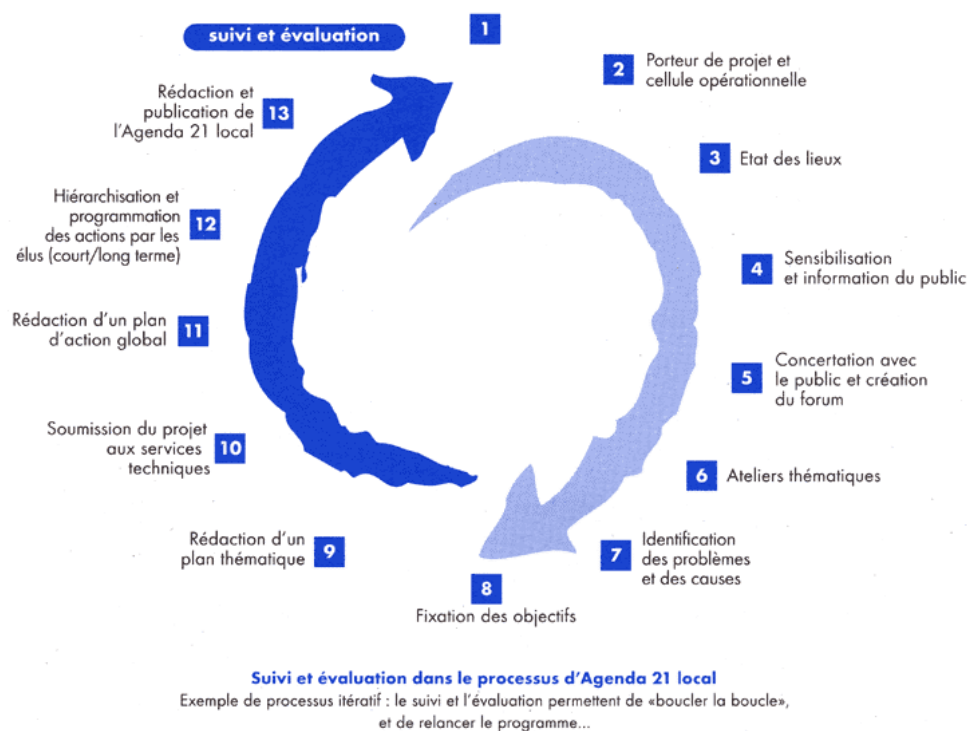 suivi et évaluation
1
2
Porteur de projet et
cellule opérationnelle
3
Etat des lieux
4
Sensibilisation
et information du public
5
Concertation avec
le public et création
du forum
6
Ateliers thématiques
7
Identification
des problèmes
et des causes
8
Fixation des objectifs
9
Rédaction d’un
plan thématique
10
Soumission du projet
aux services
techniques
11
Rédaction d’un plan
d’action global
12
Hiérarchisation et
programmation
des actions par les
élus (court/long terme)
13
Rédaction et
publication de
l’Agenda 21 local
Suivi et évaluation dans le processus d’Agenda 21 local
Exemple de processus itératif : le suivi et l’évaluation permettent de «boucler la boucle»,
et de relancer le programme...